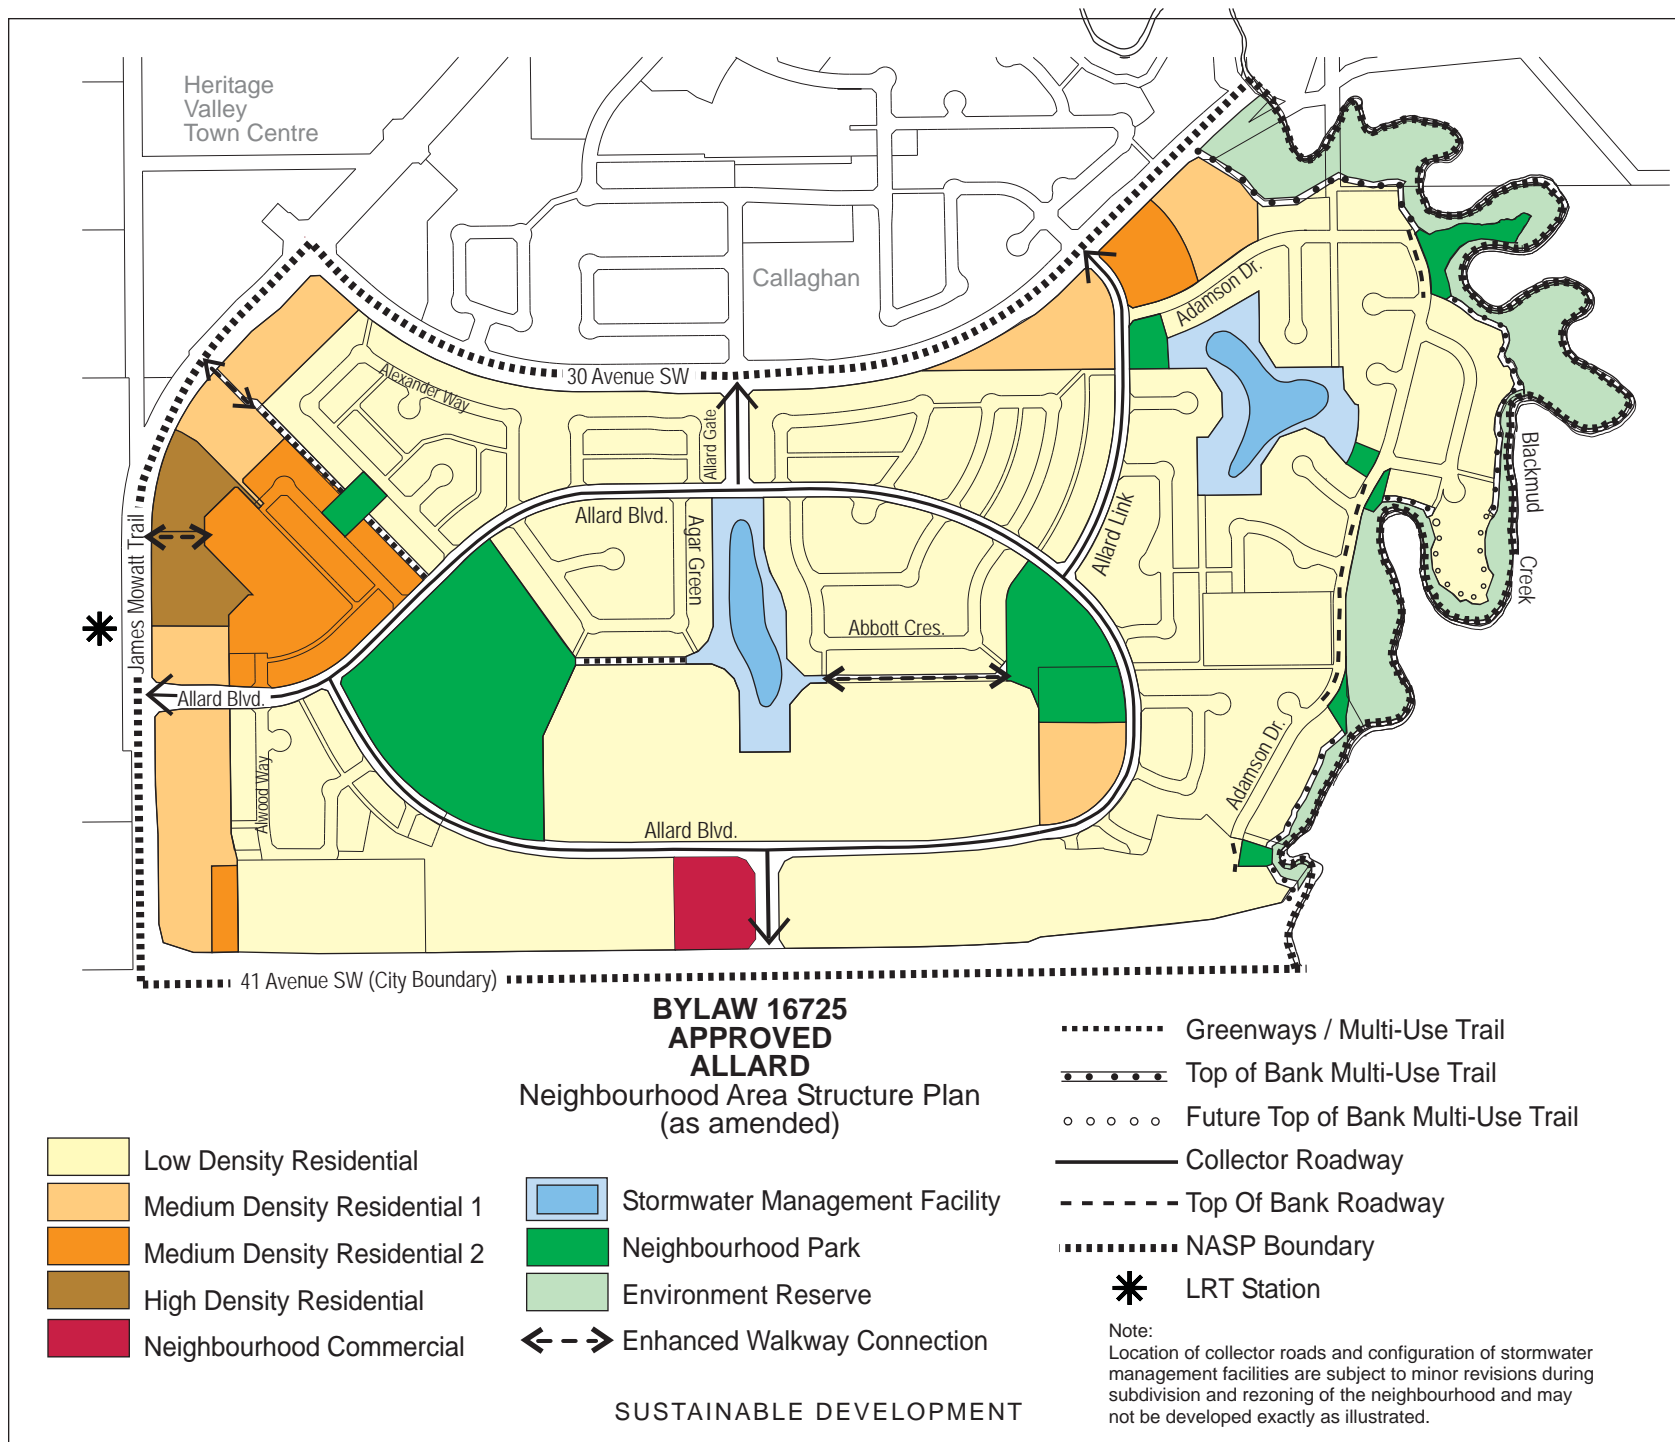 Heritage
Valley
Town Centre
Callaghan
Adamson Dr.
30 Avenue SW
Alexander Way
Allard Gate
Allard Blvd.
Agar Green
Allard Link
Blackmud
Creek
James Mowatt Trail
Abbott Cres.
Allard Blvd.
Alwood Way
Adamson Dr.
Allard Blvd.
41 Avenue SW (City Boundary)
BYLAW 16725
APPROVED
ALLARD
Neighbourhood Area Structure Plan
(as amended)
Low Density Residential
Medium Density Residential 1
Medium Density Residential 2
High Density Residential
Neighbourhood Commercial
Stormwater Management Facility
Neighbourhood Park
Environment Reserve
Enhanced Walkway Connection
Greenways / Multi-Use Trail
Top of Bank Multi-Use Trail
Future Top of Bank Multi-Use Trail
Collector Roadway
Top Of Bank Roadway
NASP Boundary
LRT Station
Note:
Location of collector roads and configuration of stormwater
management facilities are subject to minor revisions during
subdivision and rezoning of the neighbourhood and may
not be developed exactly as illustrated.
SUSTAINABLE DEVELOPMENT